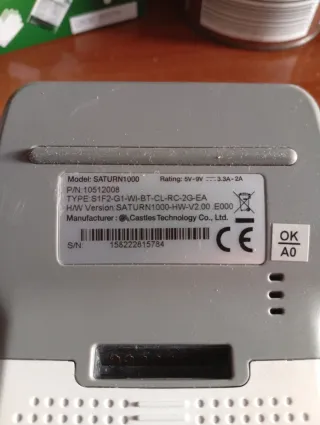 Model: SATURN1000 Rating: 5V-9V 3.3A-2A
P/N:10512008
TYPE:S1F2-G1-WI-BT-CL-RC-2G-EA
H/W Version:SATURN1000-HW-V2.00 .E000
Manufacturer: Castles Technology Co., Ltd.
S/N: 158222615784
CE
OK
A0